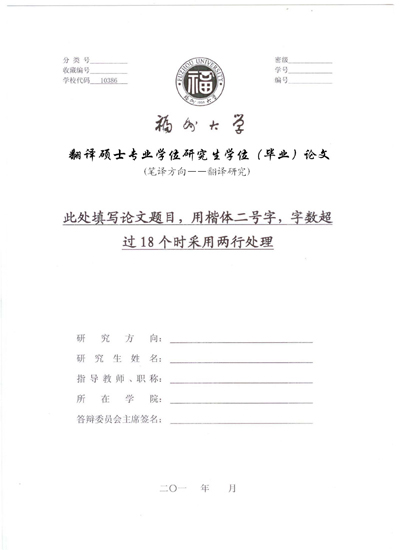 分 类 号
密级
收藏编号
学号
学校代码 10386
编号
FUZHOU UNIVERSITY
福
福州大学
翻译硕士专业学位研究生学位（毕业）论文
(笔译方向——翻译研究)
此处填写论文题目，用楷体二号字，字数超
过18个时采用两行处理
研 究 方 向：
研 究 生 姓 名：
指 导 教 师 、职 称：
所 在 学 院：
答辩委员会主席签名：
二〇一 年 月